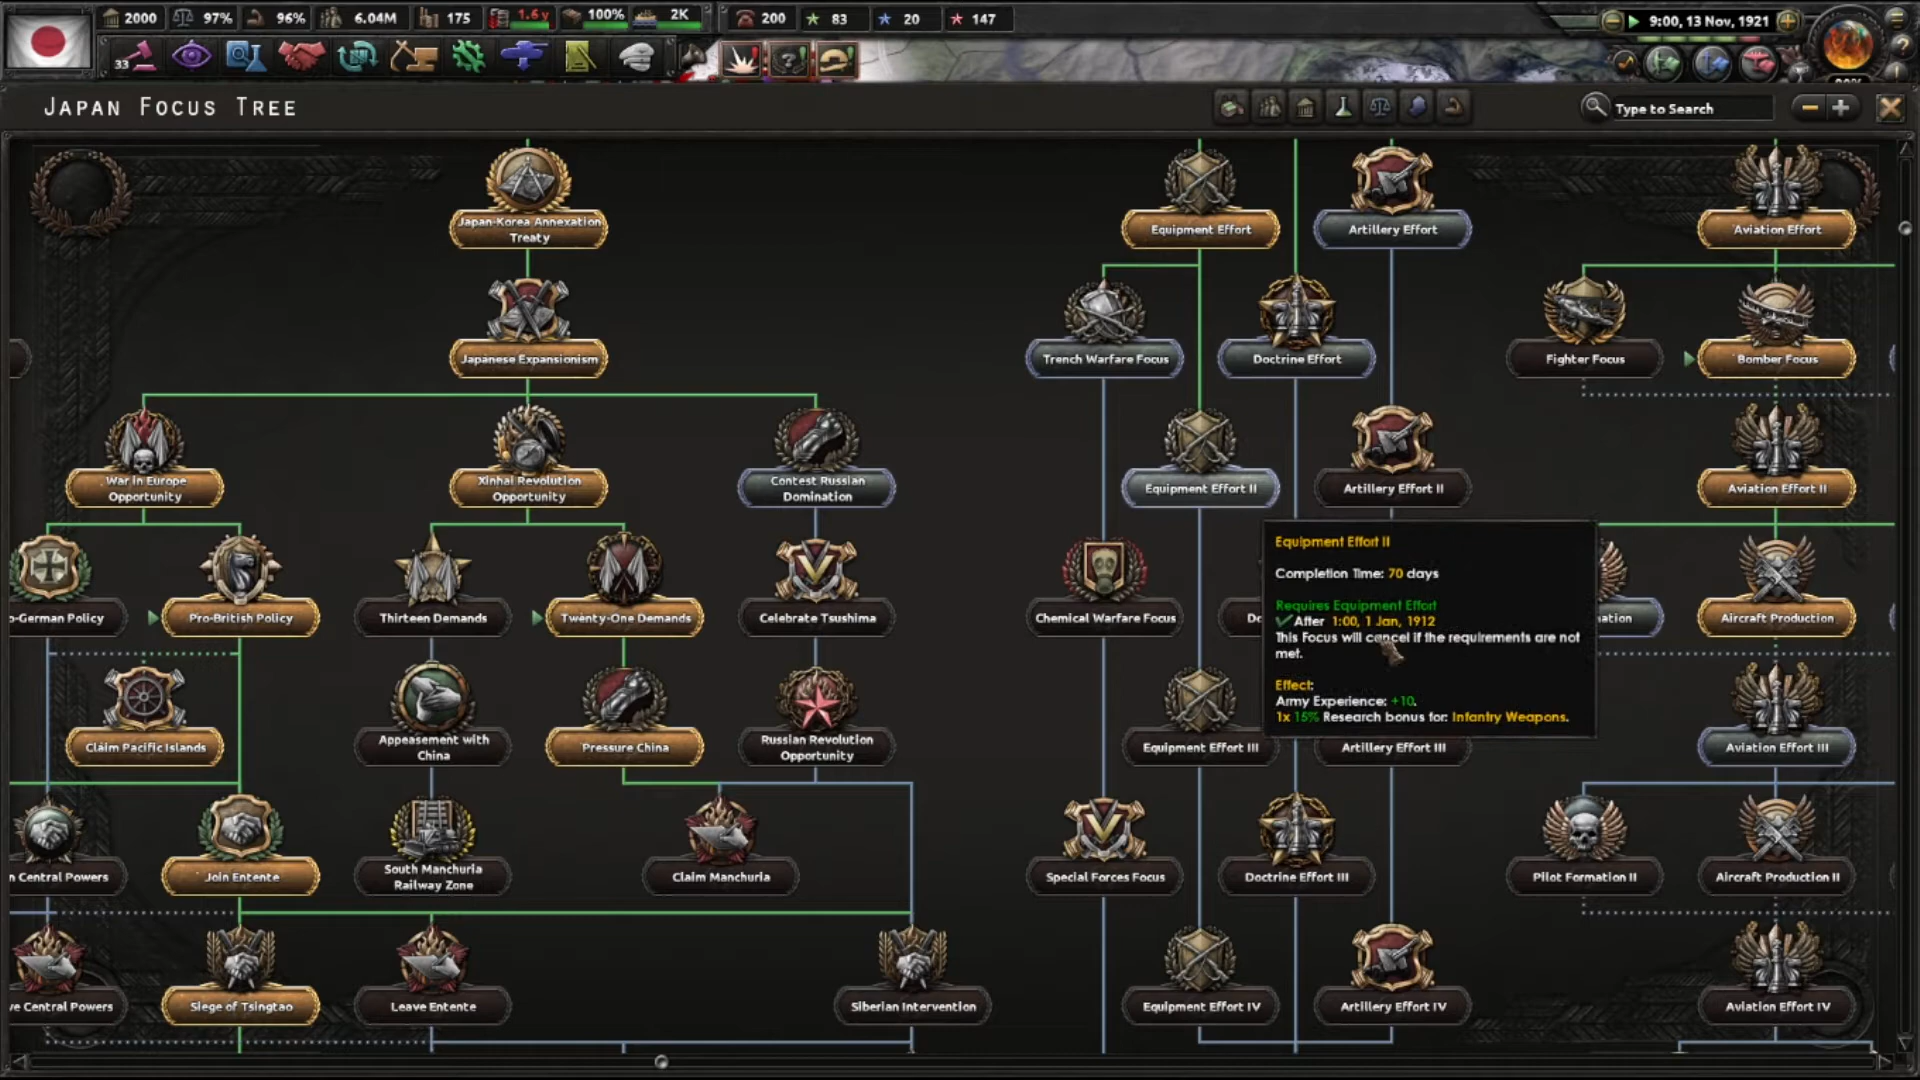 2000
97%
96%
6.04M
175
1.6y
100%
2K
200
83
20
147
9:00, 13 Nov, 1921
33
Japan Focus Tree
Type to Search
Japan-Korea Annexation
Treaty
Equipment Effort
Artillery Effort
Aviation Effort
Japanese Expansionism
Trench Warfare Focus
Doctrine Effort
Fighter Focus
Bomber Focus
War in Europe
Opportunity
Xinhai Revolution
Opportunity
Contest Russian
Domination
Equipment Effort II
Artillery Effort II
Aviation Effort II
o-German Policy
Pro-British Policy
Thirteen Demands
Twenty-One Demands
Celebrate Tsushima
Chemical Warfare Focus
Do
Equipment Effort II
Completion Time: 70 days
Requires Equipment Effort
After 1:00, 1 Jan, 1912
This Focus will cancel if the requirements are not
met.
Effect:
Army Experience: +10.
1x 15% Research bonus for: Infantry Weapons.
nation
Aircraft Production
Claim Pacific Islands
Appeasement with
China
Pressure China
Russian Revolution
Opportunity
Equipment Effort III
Artillery Effort III
Aviation Effort III
n Central Powers
Join Entente
South Manchuria
Railway Zone
Claim Manchuria
Special Forces Focus
Doctrine Effort III
Pilot Formation II
Aircraft Production II
ve Central Powers
Siege of Tsingtao
Leave Entente
Siberian Intervention
Equipment Effort IV
Artillery Effort IV
Aviation Effort IV